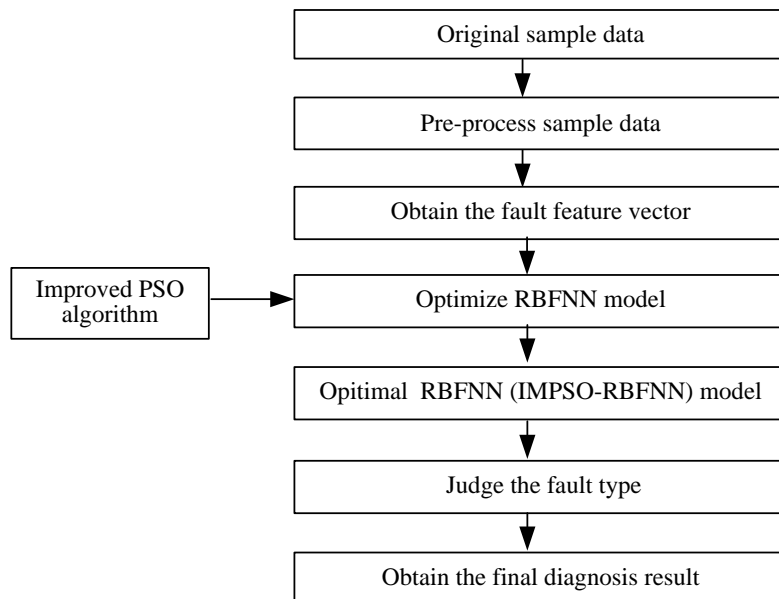 Original sample data
Pre-process sample data
Obtain the fault feature vector
Improved PSO
algorithm
Optimize RBFNN model
Opitimal RBFNN (IMPSO-RBFNN) model
Judge the fault type
Obtain the final diagnosis result